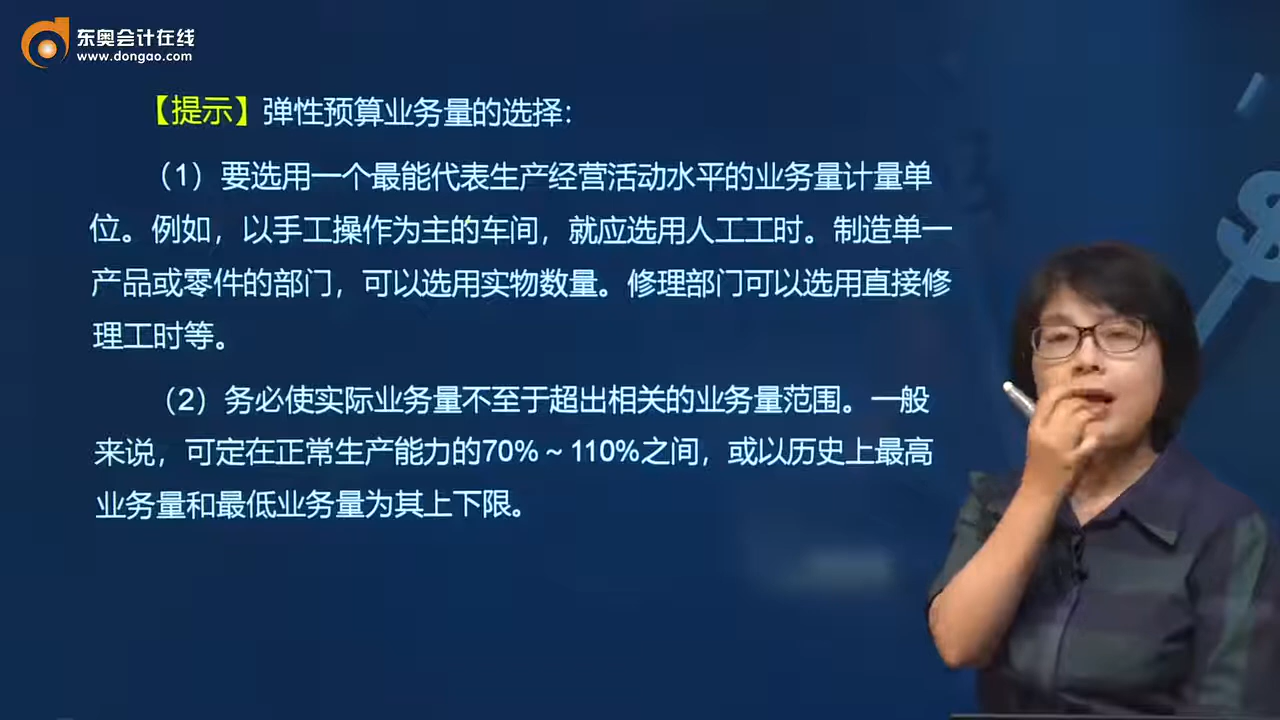 东奥会计在线
www.dongao.com
【提示】弹性预算业务量的选择：
（1）要选用一个最能代表生产经营活动水平的业务量计量单
位。例如，以手工操作为主的车间，就应选用人工工时。制造单一
产品或零件的部门，可以选用实物数量。修理部门可以选用直接修
理工时等。
（2）务必使实际业务量不至于超出相关的业务量范围。一般
来说，可定在正常生产能力的70%~110%之间，或以历史上最高
业务量和最低业务量为其上下限。